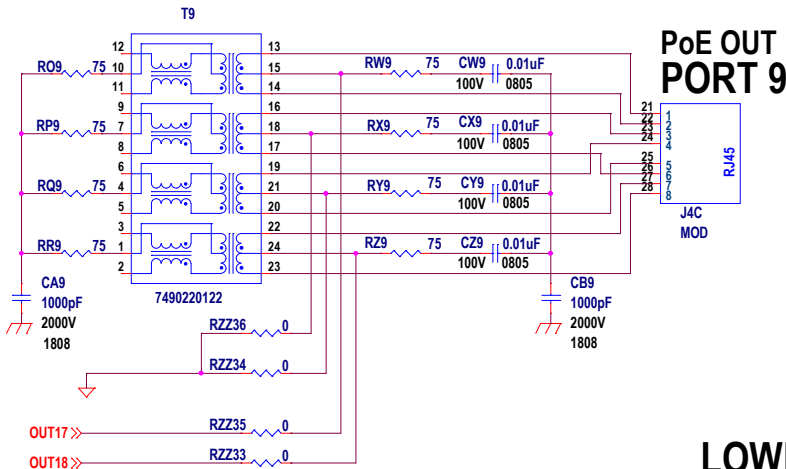 T9
PoE OUT
PORT 9
12 13
RO9 75 10 15 RW9 75 CW9 0.01uF
11 14 100V 0805
9 16
RP9 75 7 18 RX9 75 CX9 0.01uF
8 17 100V 0805
6 19
RQ9 75 4 21 RY9 75 CY9 0.01uF
5 20 100V 0805
3 22
RR9 75 1 24 RZ9 75 CZ9 0.01uF
2 23 100V 0805
21 1
22 2
23 3
24 4
25 5
26 6
27 7
28 8
RJ45
J4C
MOD
CA9
1000pF
2000V
1808
7490220122
CB9
1000pF
2000V
1808
RZZ36 0
RZZ34 0
OUT17 RZZ35 0
OUT18 RZZ33 0